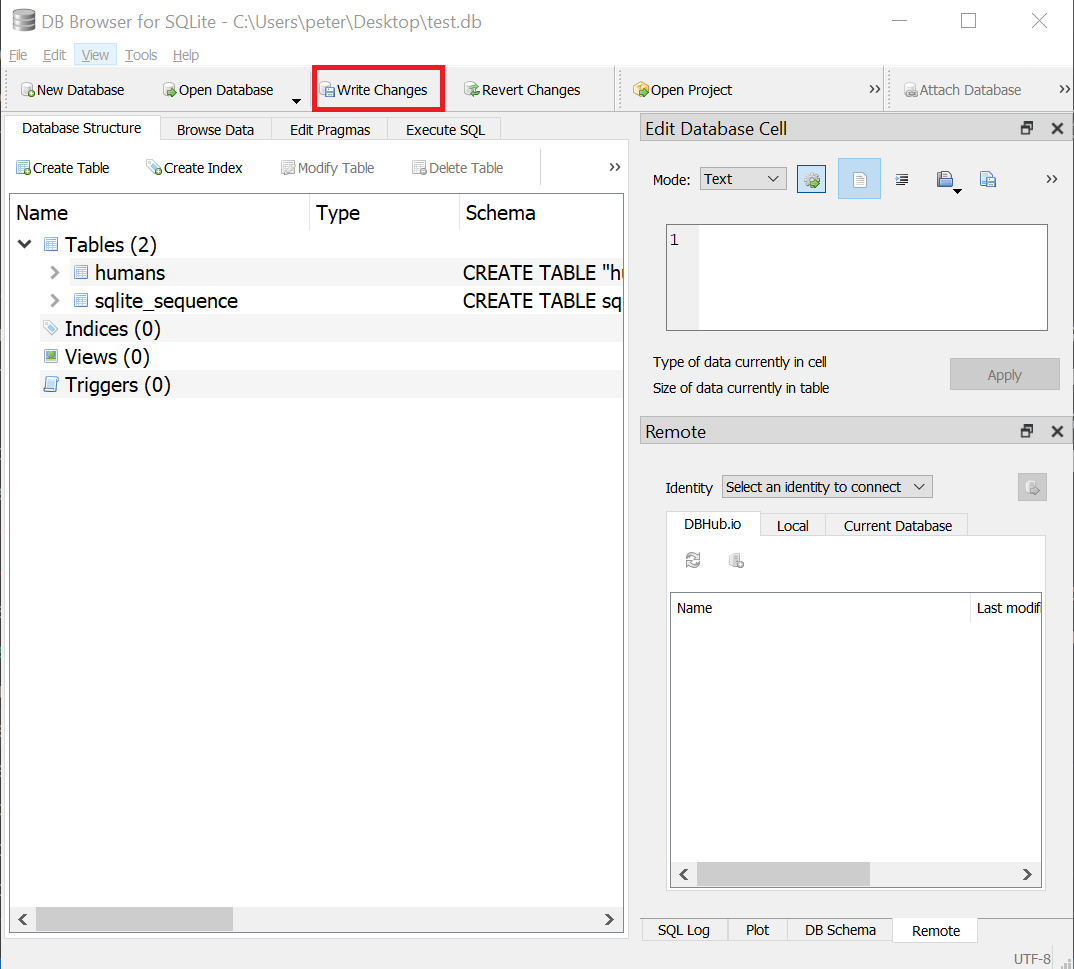 DB Browser for SQLite - C:\Users\peter\Desktop\test.db
File Edit View Tools Help
New Database Open Database Write Changes Revert Changes Open Project >> Attach Database >>
Database Structure Browse Data Edit Pragmas Execute SQL
Create Table Create Index Modify Table Delete Table >>
Name Type Schema
Tables (2)
humans CREATE TABLE "hu
sqlite_sequence CREATE TABLE sq
Indices (0)
Views (0)
Triggers (0)
Edit Database Cell
Mode: Text >>
1
Type of data currently in cell
Size of data currently in table
Apply
Remote
Identity Select an identity to connect
DBHub.io Local Current Database
Name Last modif
SQL Log Plot DB Schema Remote
UTF-8